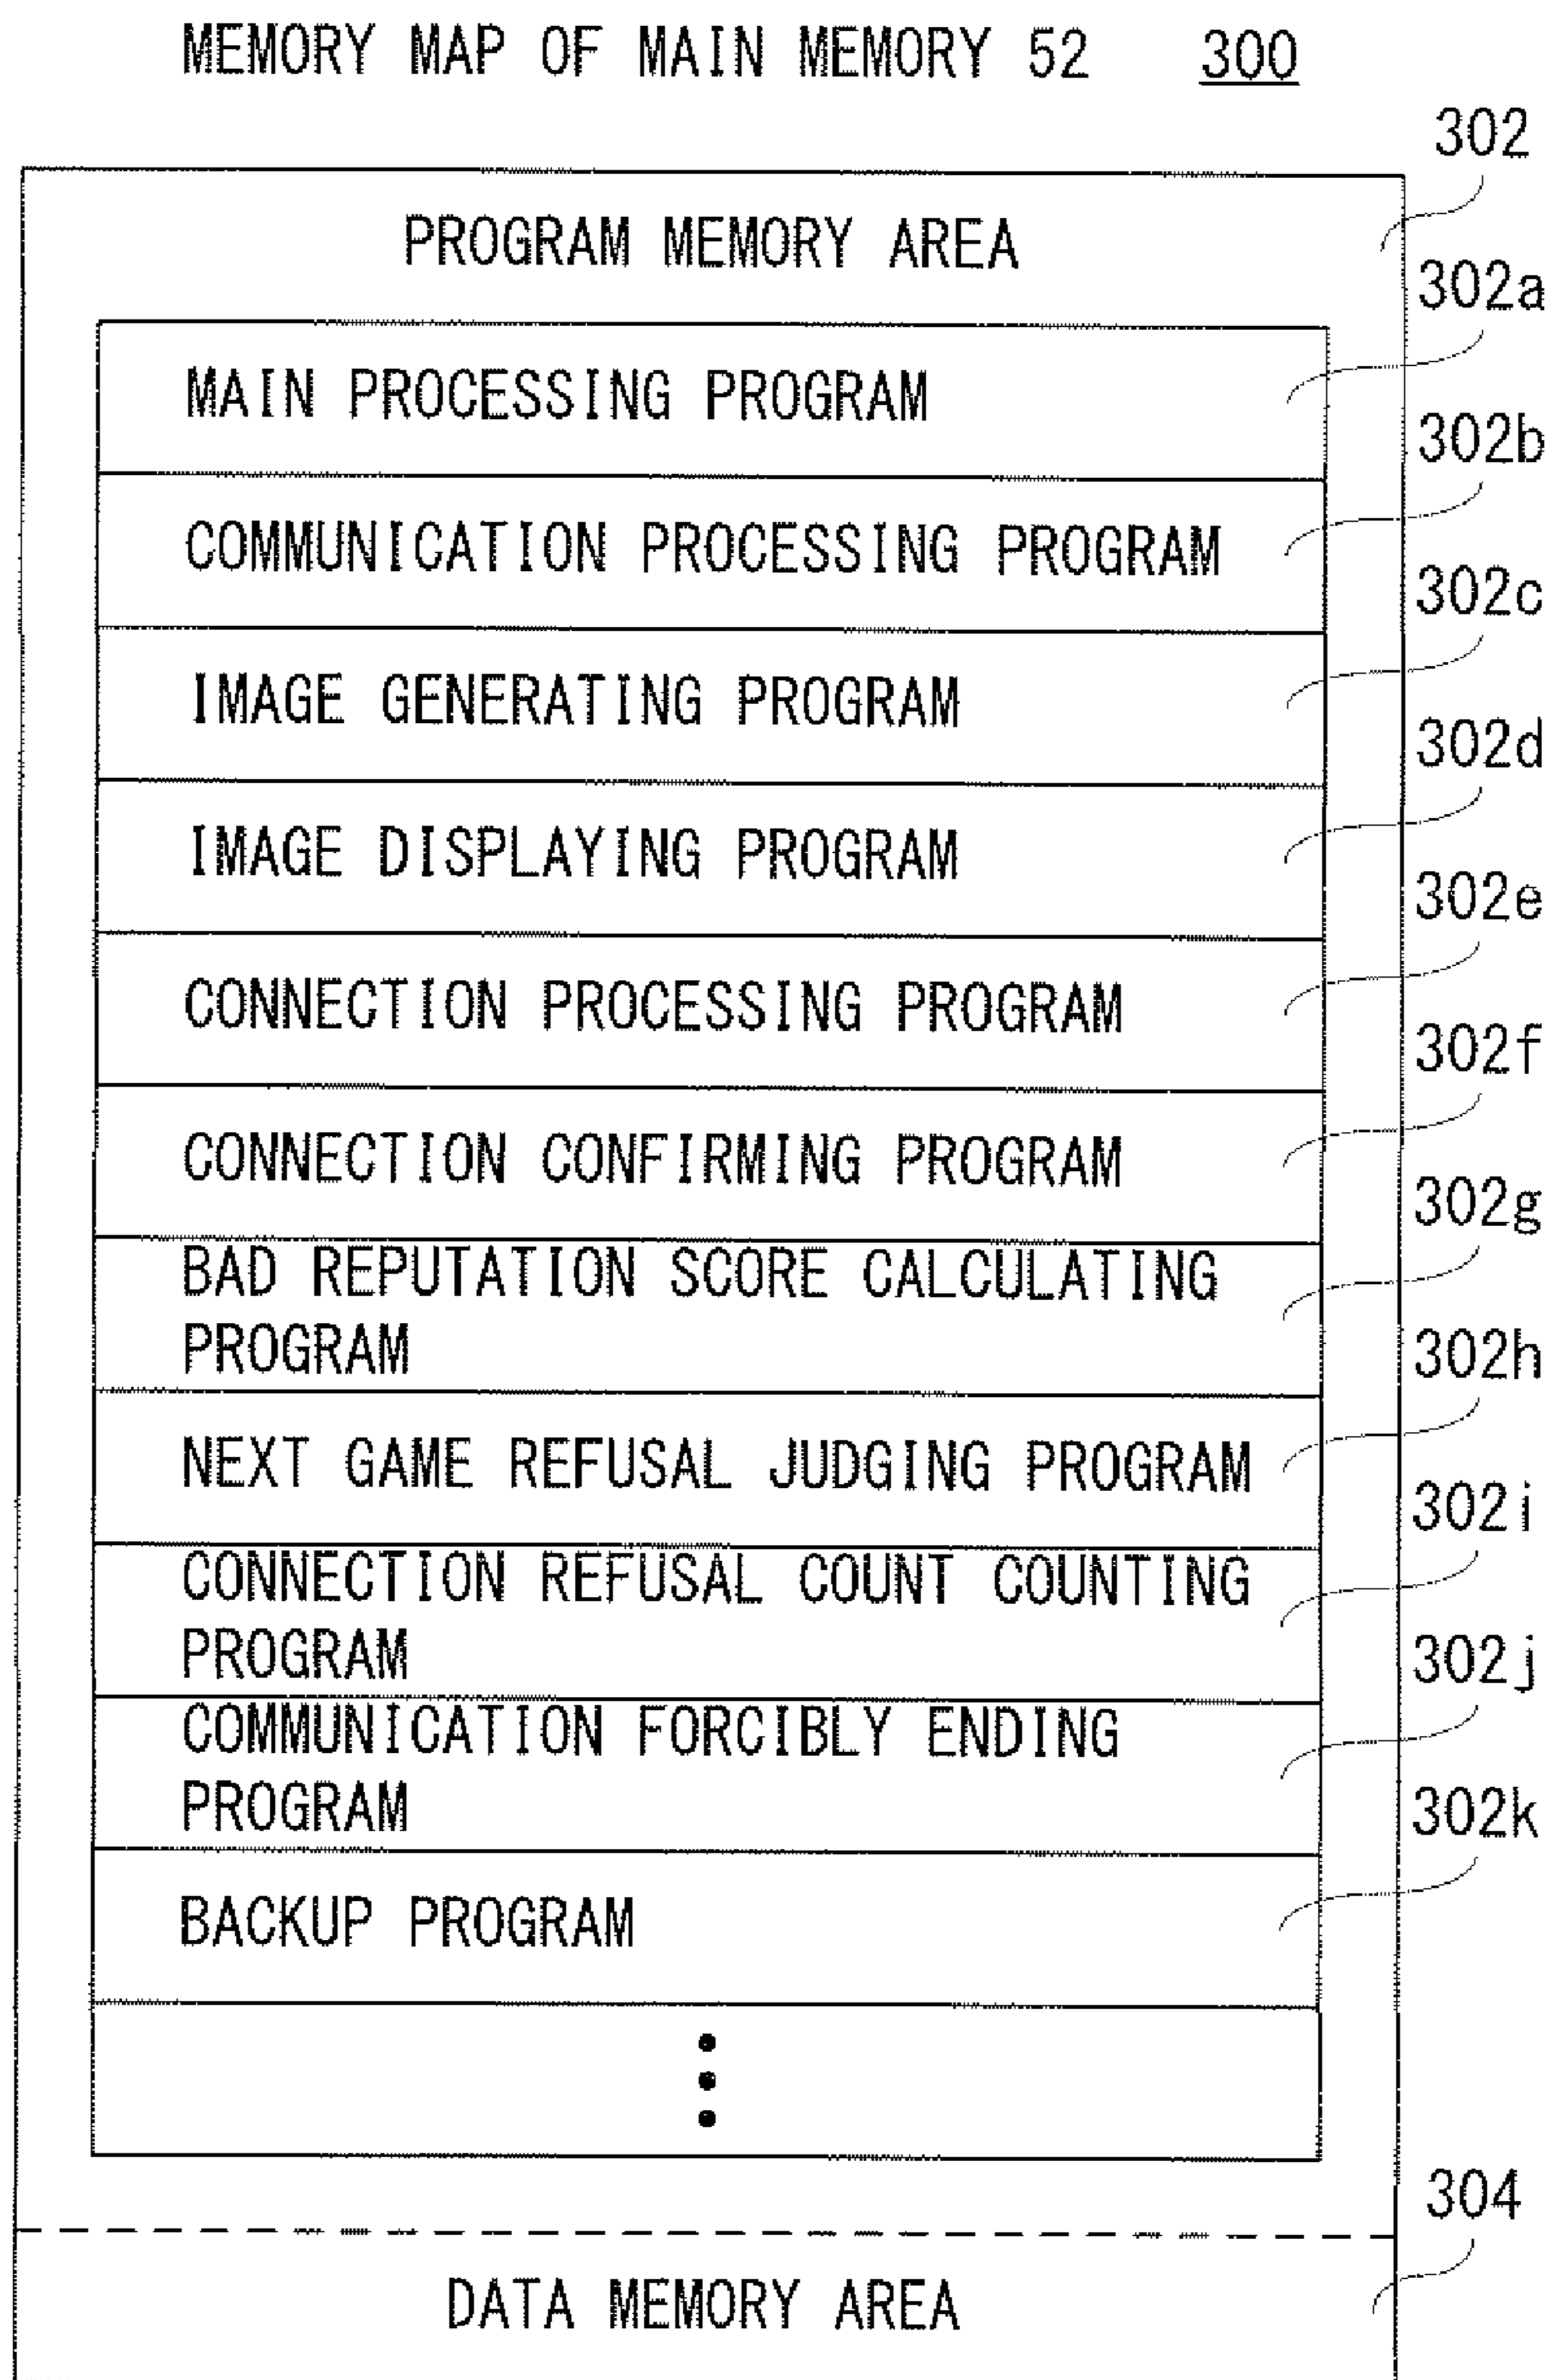 MEMORY MAP OF MAIN MEMORY 52 300
302
PROGRAM MEMORY AREA
302a
MAIN PROCESSING PROGRAM
302b
COMMUNICATION PROCESSING PROGRAM
302c
IMAGE GENERATING PROGRAM
302d
IMAGE DISPLAYING PROGRAM
302e
CONNECTION PROCESSING PROGRAM
302f
CONNECTION CONFIRMING PROGRAM
302g
BAD REPUTATION SCORE CALCULATING
PROGRAM
302h
NEXT GAME REFUSAL JUDGING PROGRAM
302i
CONNECTION REFUSAL COUNT COUNTING
PROGRAM
302j
COMMUNICATION FORCIBLY ENDING
PROGRAM
302k
BACKUP PROGRAM
304
DATA MEMORY AREA